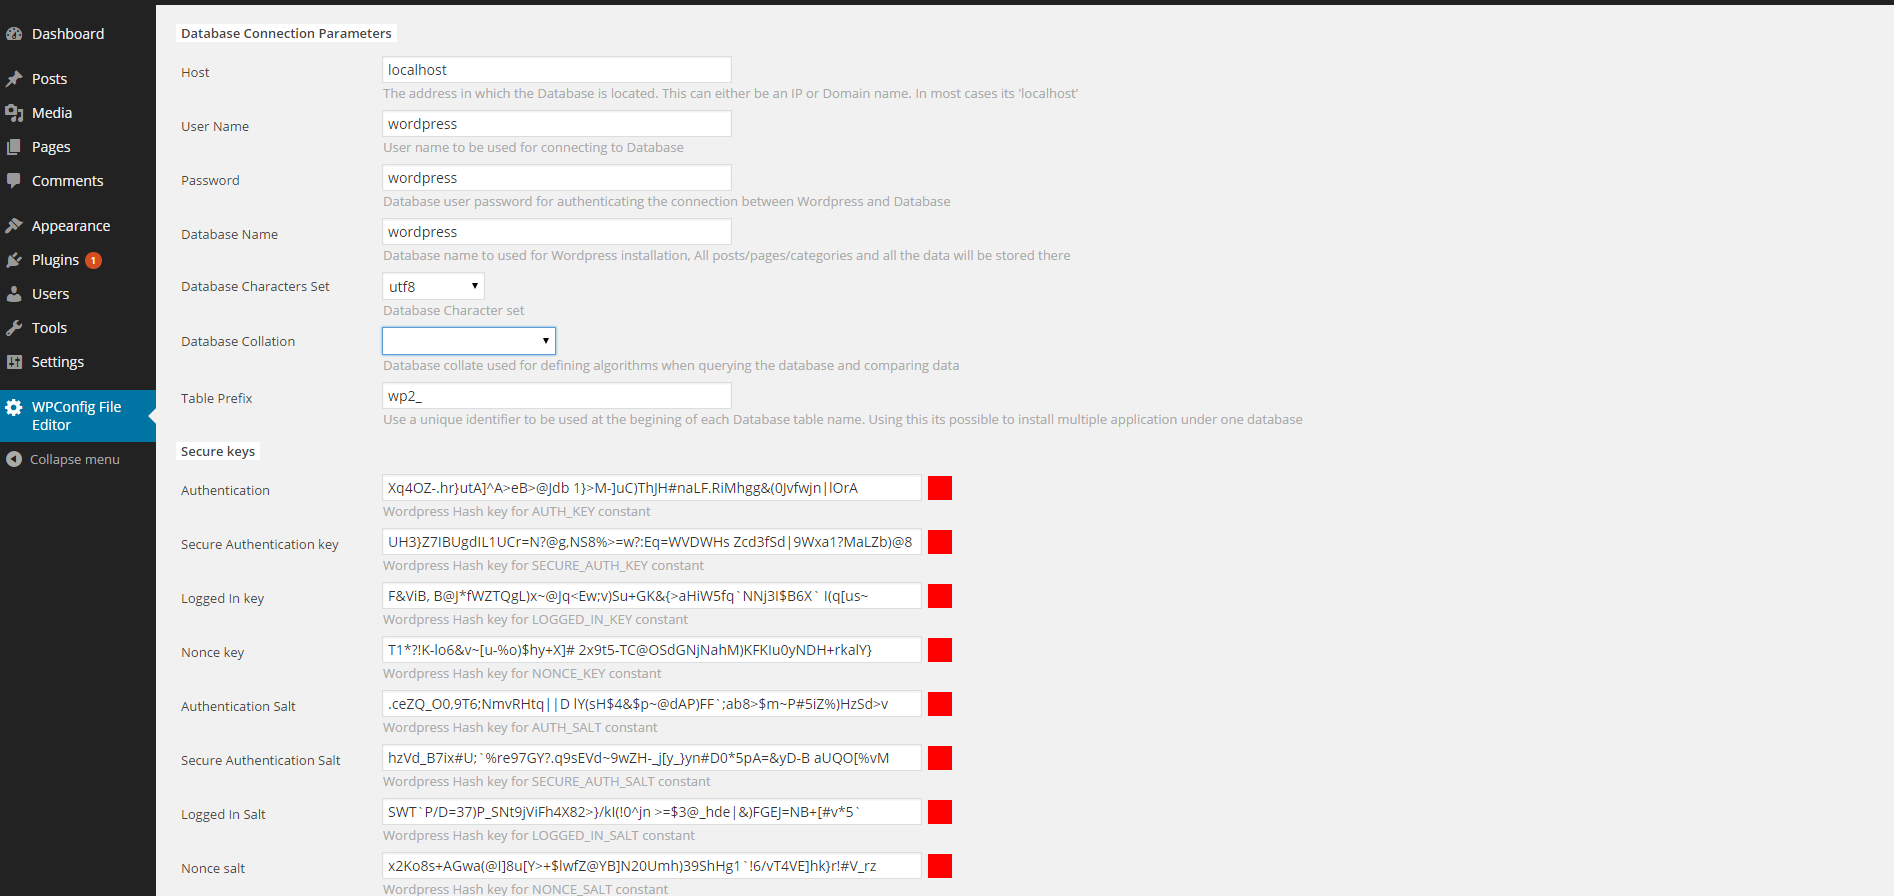 Dashboard
Posts
Media
Pages
Comments
Appearance
Plugins 1
Users
Tools
Settings
WPConfig File
Editor
Collapse menu
Database Connection Parameters
Host localhost
The address in which the Database is located. This can either be an IP or Domain name. In most cases its 'localhost'
User Name wordpress
User name to be used for connecting to Database
Password wordpress
Database user password for authenticating the connection between Wordpress and Database
Database Name wordpress
Database name to used for Wordpress installation, All posts/pages/categories and all the data will be stored there
Database Characters Set utf8
Database Character set
Database Collation
Database collate used for defining algorithms when querying the database and comparing data
Table Prefix wp2_
Use a unique identifier to be used at the begining of each Database table name. Using this its possible to install multiple application under one database
Secure keys
Authentication Xq4OZ-.hr}utA]^A>eB>@Jdb 1}>M-]uC)ThJH#naLF.RiMhgg&(0Jvfwjn|lOrA
Wordpress Hash key for AUTH_KEY constant
Secure Authentication key UH3}Z7IBUgdIL1UCr=N?@g,NS8%>=w?:Eq=WVDWHs Zcd3fSd|9Wxa1?MaLZb)@8
Wordpress Hash key for SECURE_AUTH_KEY constant
Logged In key F&ViB, B@J*fWZTQgL)x~@Jq<Ew;v)Su+GK&{>aHiW5fq`NNj3I$B6X` I(q[us~
Wordpress Hash key for LOGGED_IN_KEY constant
Nonce key T1*?!K-lo6&v~[u-%o)$hy+X]# 2x9t5-TC@OSdGNjNahM)KFKIu0yNDH+rkalY}
Wordpress Hash key for NONCE_KEY constant
Authentication Salt .ceZQ_O0,9T6;NmvRHtq||D lY(sH$4&$p~@dAP)FF`;ab8>$m~P#5iZ%)HzSd>v
Wordpress Hash key for AUTH_SALT constant
Secure Authentication Salt hzVd_B7ix#U;`%re97GY?.q9sEVd~9wZH-_j[y_}yn#D0*5pA=&yD-B aUQO[%vM
Wordpress Hash key for SECURE_AUTH_SALT constant
Logged In Salt SWT`P/D=37)P_SNt9jViFh4X82>}/kI(!0^jn >=$3@_hde|&)FGEJ=NB+[#v*5`
Wordpress Hash key for LOGGED_IN_SALT constant
Nonce salt x2Ko8s+AGwa(@I]8u[Y>+$lwfZ@YB]N20Umh)39ShHg1`!6/vT4VE]hk}r!#V_rz
Wordpress Hash key for NONCE_SALT constant